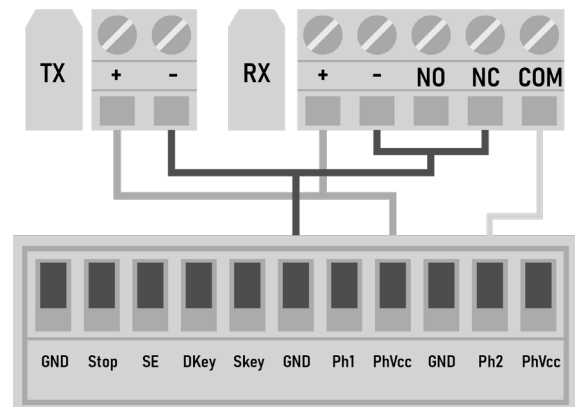 TX + - RX + - NO NC COM
GND Stop SE DKey Skey GND Ph1 PhVcc GND Ph2 PhVcc